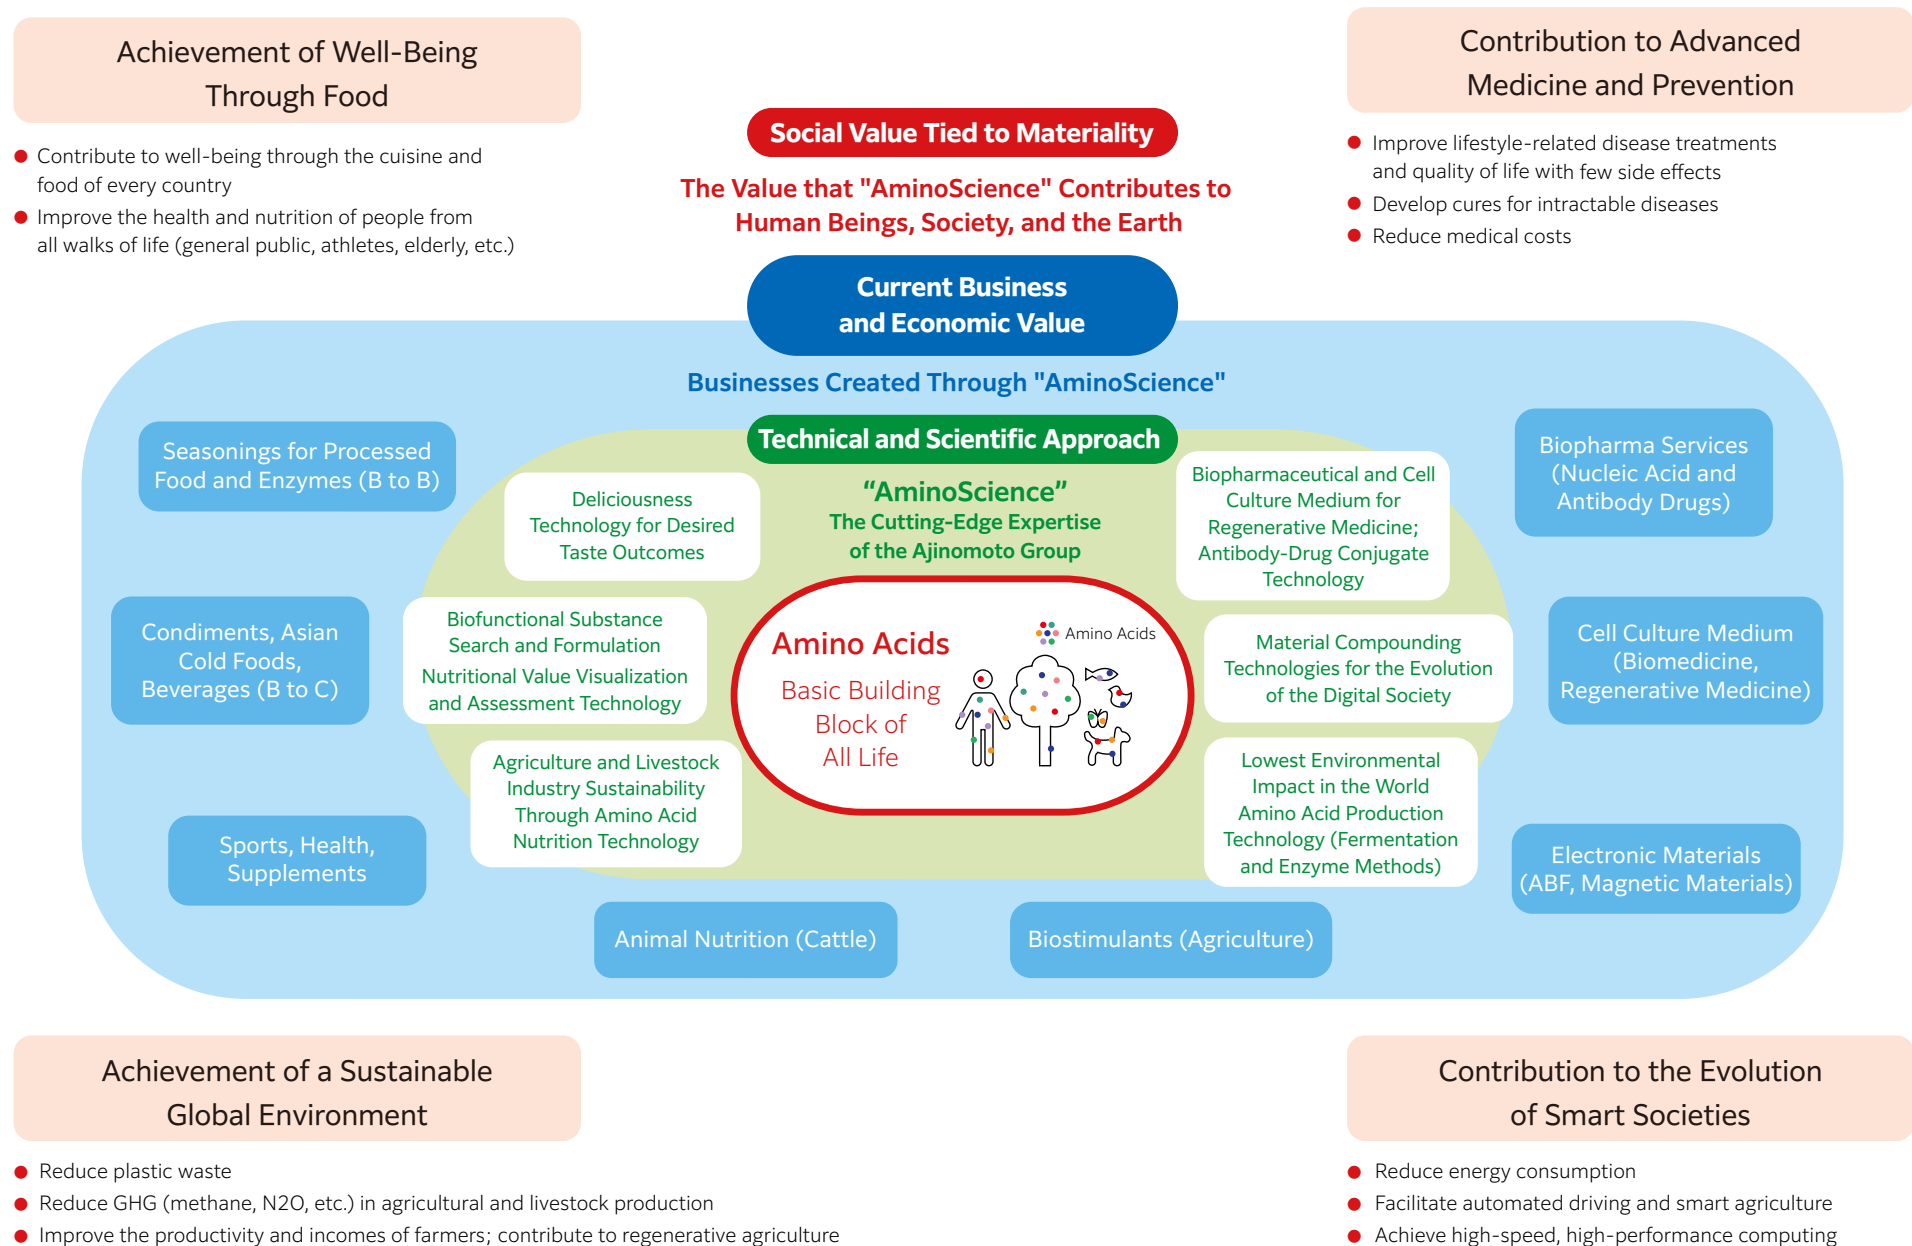 Achievement of Well-Being
Through Food
● Contribute to well-being through the cuisine and
food of every country
● Improve the health and nutrition of people from
all walks of life (general public, athletes, elderly, etc.)
Contribution to Advanced
Medicine and Prevention
● Improve lifestyle-related disease treatments
and quality of life with few side effects
● Develop cures for intractable diseases
● Reduce medical costs
Social Value Tied to Materiality
The Value that "AminoScience" Contributes to
Human Beings, Society, and the Earth
Current Business
and Economic Value
Businesses Created Through "AminoScience"
Technical and Scientific Approach
“AminoScience”
The Cutting-Edge Expertise
of the Ajinomoto Group
Seasonings for Processed
Food and Enzymes (B to B)
Condiments, Asian
Cold Foods,
Beverages (B to C)
Sports, Health,
Supplements
Deliciousness
Technology for Desired
Taste Outcomes
Biofunctional Substance
Search and Formulation
Nutritional Value Visualization
and Assessment Technology
Agriculture and Livestock
Industry Sustainability
Through Amino Acid
Nutrition Technology
Amino Acids
Basic Building
Block of
All Life
Amino Acids
Biopharmaceutical and Cell
Culture Medium for
Regenerative Medicine;
Antibody-Drug Conjugate
Technology
Material Compounding
Technologies for the Evolution
of the Digital Society
Lowest Environmental
Impact in the World
Amino Acid Production
Technology (Fermentation
and Enzyme Methods)
Biopharma Services
(Nucleic Acid and
Antibody Drugs)
Cell Culture Medium
(Biomedicine,
Regenerative Medicine)
Electronic Materials
(ABF, Magnetic Materials)
Animal Nutrition (Cattle)
Biostimulants (Agriculture)
Achievement of a Sustainable
Global Environment
● Reduce plastic waste
● Reduce GHG (methane, N2O, etc.) in agricultural and livestock production
● Improve the productivity and incomes of farmers; contribute to regenerative agriculture
Contribution to the Evolution
of Smart Societies
● Reduce energy consumption
● Facilitate automated driving and smart agriculture
● Achieve high-speed, high-performance computing